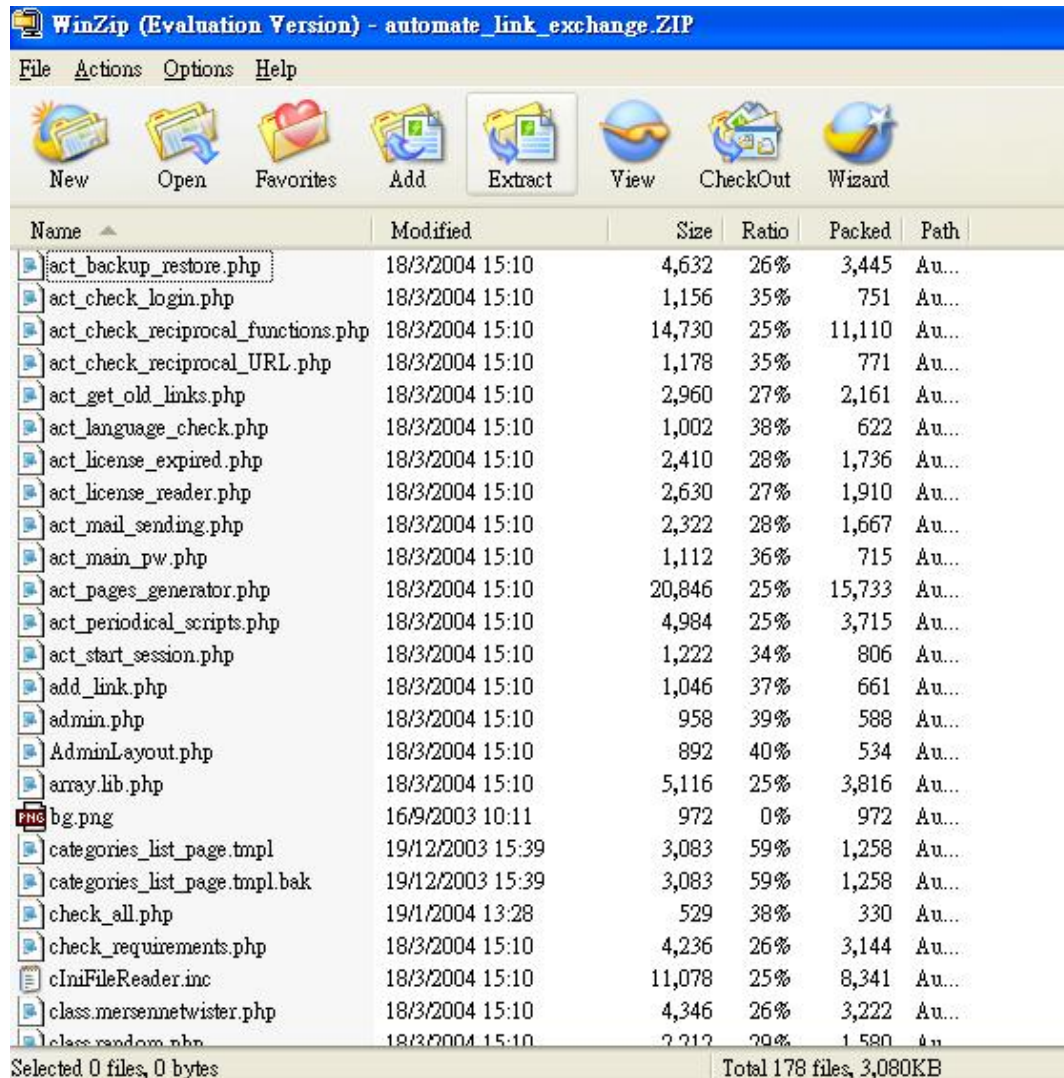 WinZip (Evaluation Version) - automate_link_exchange.ZIP
File Actions Options Help
New Open Favorites Add Extract View CheckOut Wizard
Name Modified Size Ratio Packed Path
act_backup_restore.php 18/3/2004 15:10 4,632 26% 3,445 Au...
act_check_login.php 18/3/2004 15:10 1,156 35% 751 Au...
act_check_reciprocal_functions.php 18/3/2004 15:10 14,730 25% 11,110 Au...
act_check_reciprocal_URL.php 18/3/2004 15:10 1,178 35% 771 Au...
act_get_old_links.php 18/3/2004 15:10 2,960 27% 2,161 Au...
act_language_check.php 18/3/2004 15:10 1,002 38% 622 Au...
act_license_expired.php 18/3/2004 15:10 2,410 28% 1,736 Au...
act_license_reader.php 18/3/2004 15:10 2,630 27% 1,910 Au...
act_mail_sending.php 18/3/2004 15:10 2,322 28% 1,667 Au...
act_main_pw.php 18/3/2004 15:10 1,112 36% 715 Au...
act_pages_generator.php 18/3/2004 15:10 20,846 25% 15,733 Au...
act_periodical_scripts.php 18/3/2004 15:10 4,984 25% 3,715 Au...
act_start_session.php 18/3/2004 15:10 1,222 34% 806 Au...
add_link.php 18/3/2004 15:10 1,046 37% 661 Au...
admin.php 18/3/2004 15:10 958 39% 588 Au...
AdminLayout.php 18/3/2004 15:10 892 40% 534 Au...
array.lib.php 18/3/2004 15:10 5,116 25% 3,816 Au...
PNG bg.png 16/9/2003 10:11 972 0% 972 Au...
categories_list_page.tmpl 19/12/2003 15:39 3,083 59% 1,258 Au...
categories_list_page.tmpl.bak 19/12/2003 15:39 3,083 59% 1,258 Au...
check_all.php 19/1/2004 13:28 529 38% 330 Au...
check_requirements.php 18/3/2004 15:10 4,236 26% 3,144 Au...
cIniFileReader.inc 18/3/2004 15:10 11,078 25% 8,341 Au...
class.mersennetwister.php 18/3/2004 15:10 4,346 26% 3,222 Au...
class.random.php 18/3/2004 15:10 2,212 29% 1,580 Au...
Selected 0 files, 0 bytes Total 178 files, 3,080KB